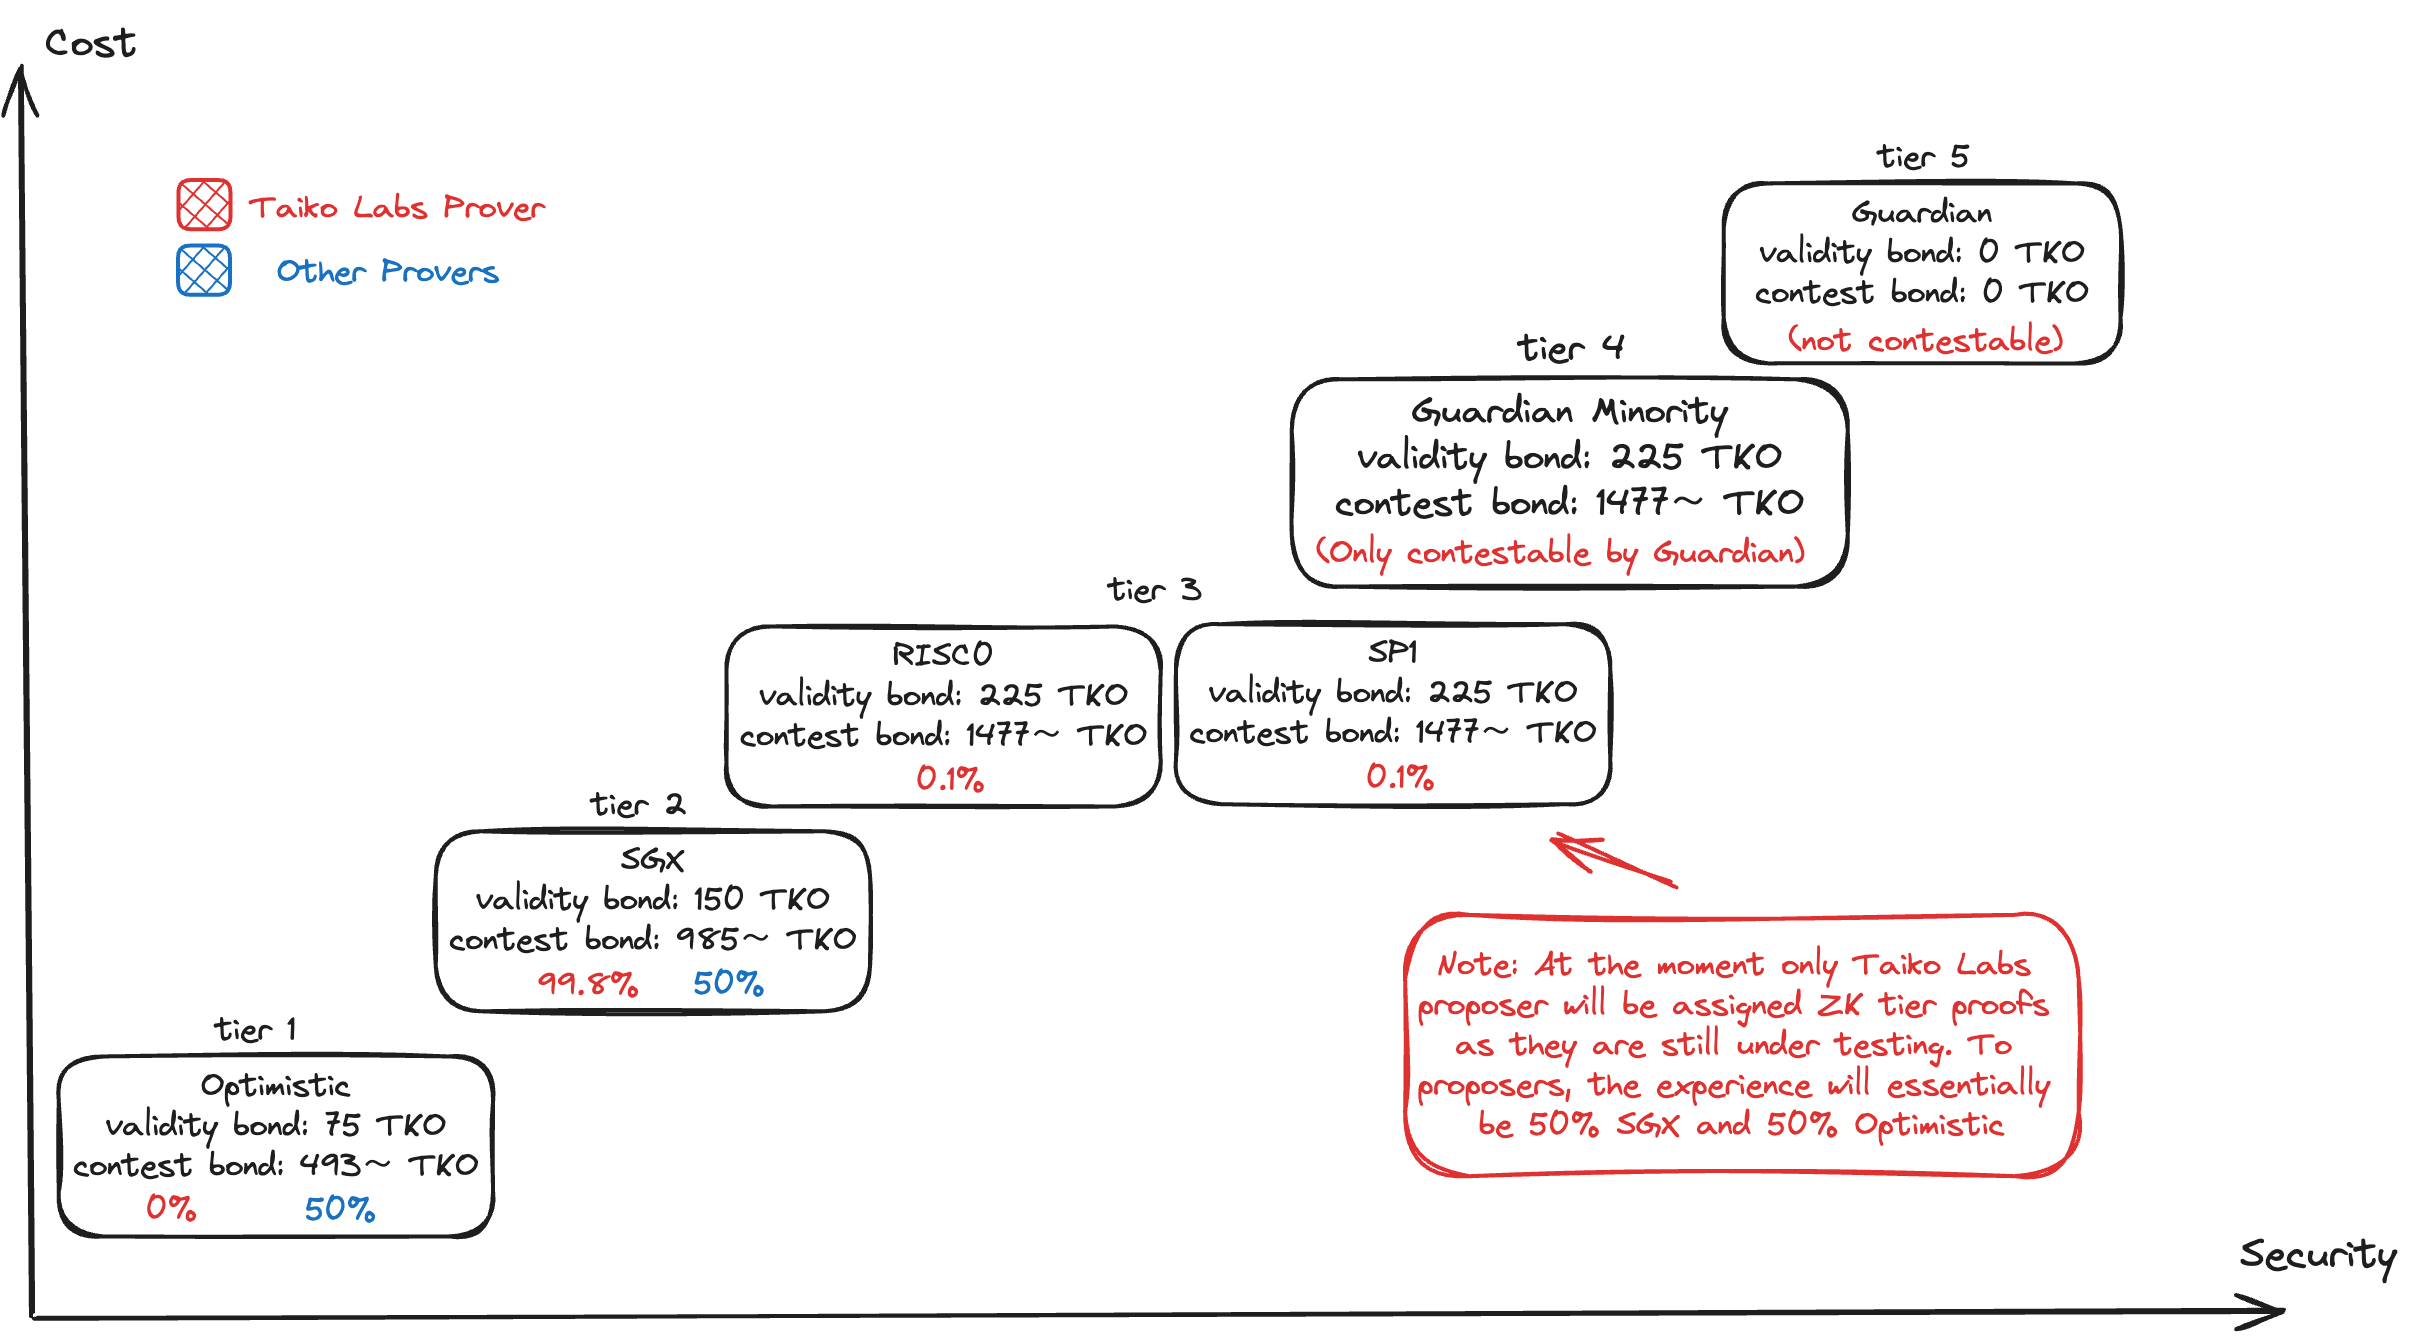 Cost
Taiko Labs Prover
Other Provers
tier 5
Guardian
validity bond: 0 TKO
contest bond: 0 TKO
(not contestable)
tier 4
Guardian Minority
validity bond: 225 TKO
contest bond: 1477~ TKO
(Only contestable by Guardian)
tier 3
RISC0
validity bond: 225 TKO
contest bond: 1477~ TKO
0.1%
SP1
validity bond: 225 TKO
contest bond: 1477~ TKO
0.1%
tier 2
SGX
validity bond: 150 TKO
contest bond: 985~ TKO
99.8% 50%
Note: At the moment only Taiko Labs
proposer will be assigned ZK tier proofs
as they are still under testing. To
proposers, the experience will essentially
be 50% SGX and 50% Optimistic
tier 1
Optimistic
validity bond: 75 TKO
contest bond: 493~ TKO
0% 50%
Security